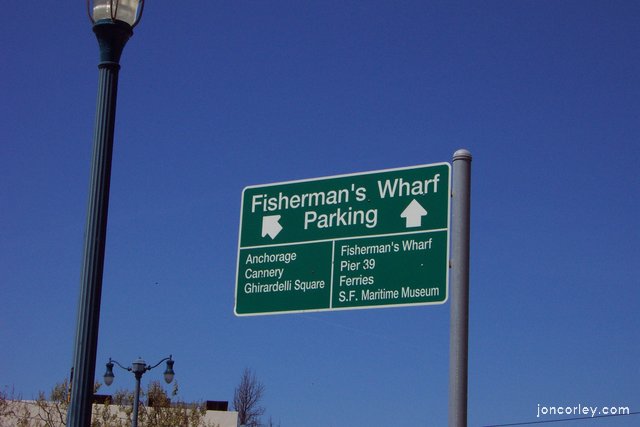 Fisherman's Wharf
Parking
Anchorage
Cannery
Ghirardelli Square
Fisherman's Wharf
Pier 39
Ferries
S.F. Maritime Museum
joncorley.com